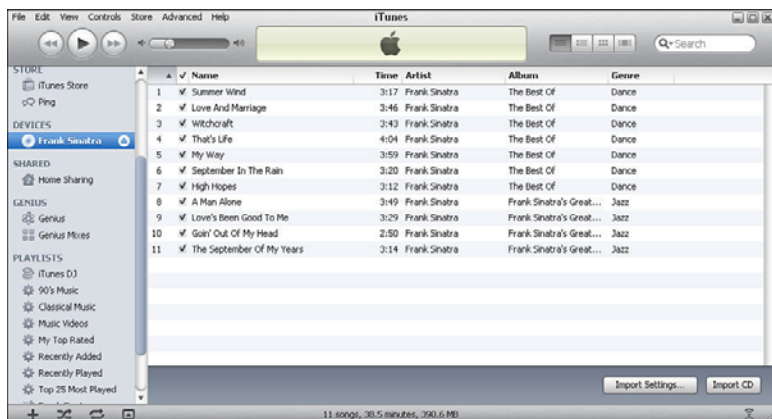 File Edit View Controls Store Advanced Help
iTunes
Search
STORE
iTunes Store
Ping
DEVICES
Frank Sinatra
SHARED
Home Sharing
GENIUS
Genius
Genius Mixes
PLAYLISTS
iTunes DJ
90's Music
Classical Music
Music Videos
My Top Rated
Recently Added
Recently Played
Top 25 Most Played
Name Time Artist Album Genre
1 Summer Wind 3:17 Frank Sinatra The Best Of Dance
2 Love And Marriage 3:46 Frank Sinatra The Best Of Dance
3 Witchcraft 3:43 Frank Sinatra The Best Of Dance
4 That's Life 4:04 Frank Sinatra The Best Of Dance
5 My Way 3:59 Frank Sinatra The Best Of Dance
6 September In The Rain 3:20 Frank Sinatra The Best Of Dance
7 High Hopes 3:12 Frank Sinatra The Best Of Dance
8 A Man Alone 3:49 Frank Sinatra Frank Sinatra's Great... Jazz
9 Love's Been Good To Me 3:29 Frank Sinatra Frank Sinatra's Great... Jazz
10 Goin' Out Of My Head 2:50 Frank Sinatra Frank Sinatra's Great... Jazz
11 The September Of My Years 3:14 Frank Sinatra Frank Sinatra's Great... Jazz
Import Settings... Import CD
11 songs, 38.5 minutes, 390.6 MB